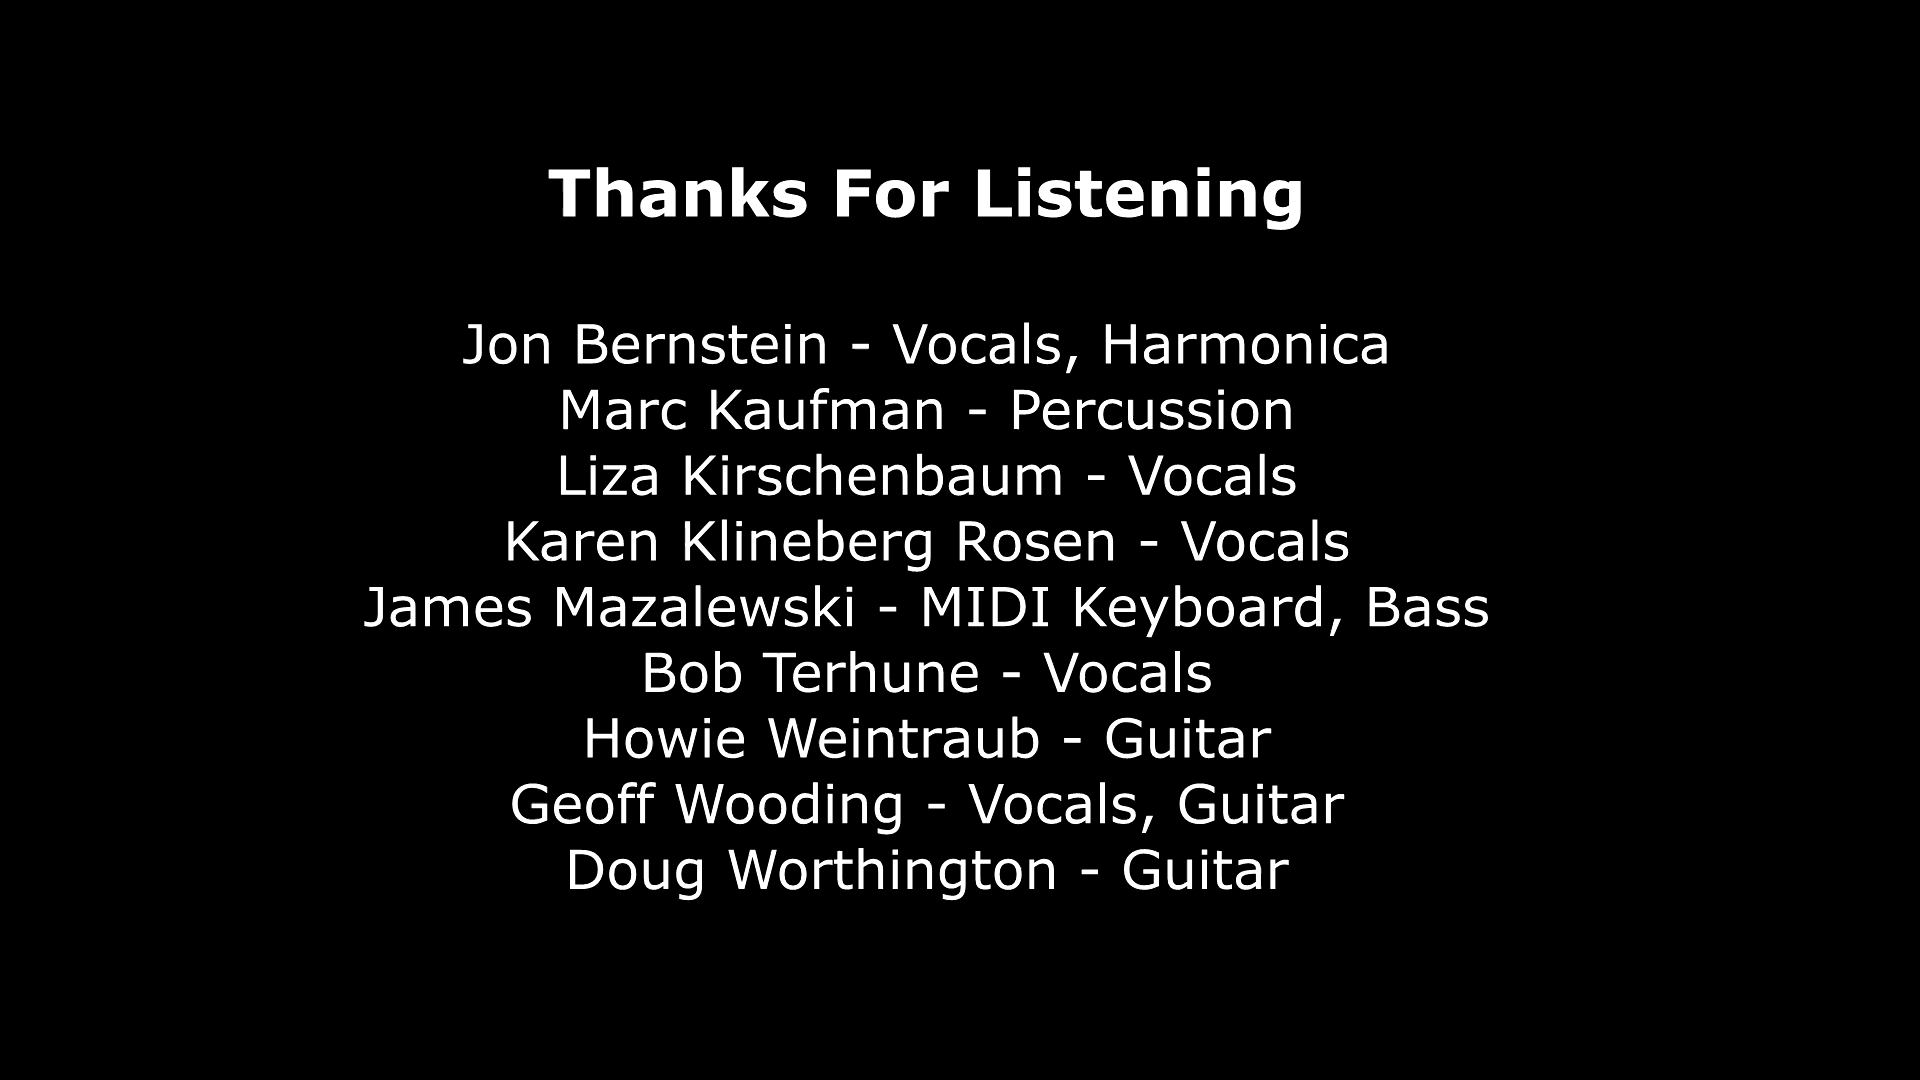 Thanks For Listening
Jon Bernstein - Vocals, Harmonica
Marc Kaufman - Percussion
Liza Kirschenbaum - Vocals
Karen Klineberg Rosen - Vocals
James Mazalewski - MIDI Keyboard, Bass
Bob Terhune - Vocals
Howie Weintraub - Guitar
Geoff Wooding - Vocals, Guitar
Doug Worthington - Guitar